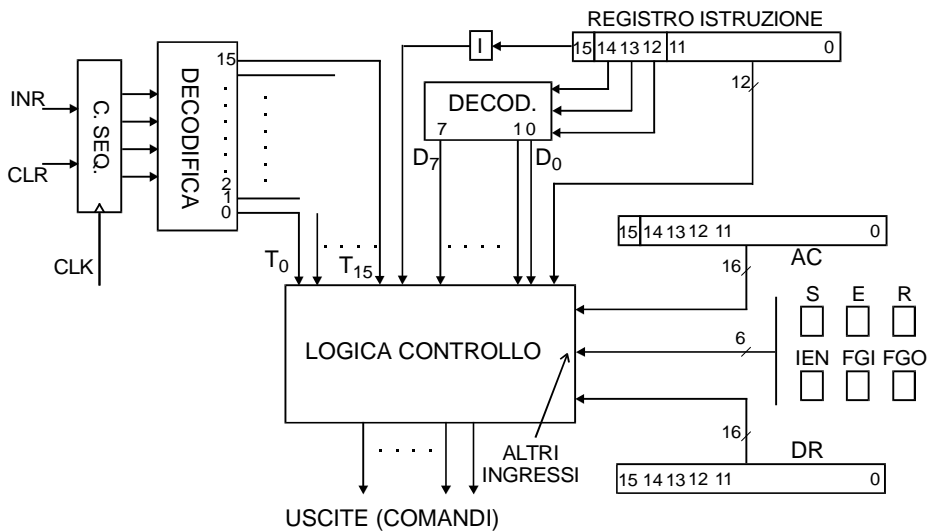 REGISTRO ISTRUZIONE
15 14 13 12 11 0
I
15
INR
CLR
C. SEQ.
CLK
DECODIFICA
2
1
0
DECOD.
7 1 0
D7 D0
12
T0 T15
15 14 13 12 11 0
AC
16
S E R
6
IEN FGI FGO
LOGICA CONTROLLO
16
ALTRI
INGRESSI
DR
15 14 13 12 11 0
USCITE (COMANDI)